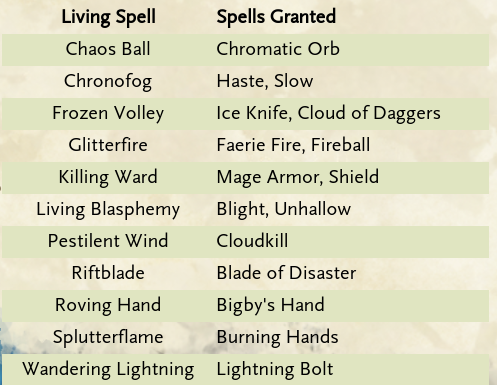 Living Spell Spells Granted
Chaos Ball Chromatic Orb
Chronofog Haste, Slow
Frozen Volley Ice Knife, Cloud of Daggers
Glitterfire Faerie Fire, Fireball
Killing Ward Mage Armor, Shield
Living Blasphemy Blight, Unhallow
Pestilent Wind Cloudkill
Riftblade Blade of Disaster
Roving Hand Bigby's Hand
Splutterflame Burning Hands
Wandering Lightning Lightning Bolt